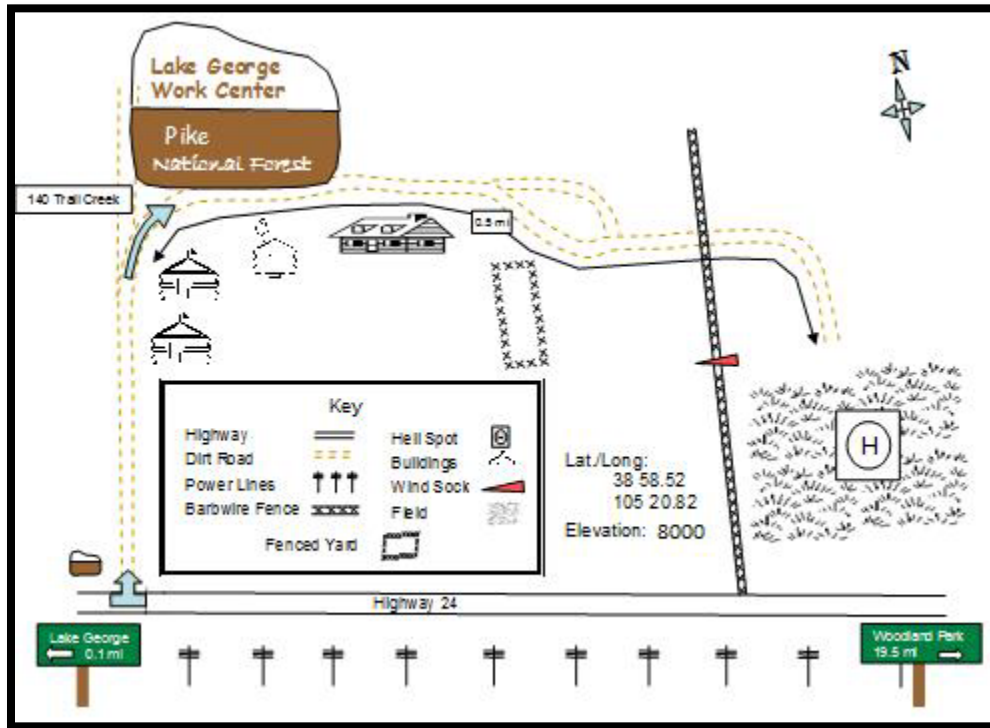 Lake George
Work Center
Pike
National Forest
N
140 Trail Creek
0.5 mi
Key
Highway
Dirt Road
Power Lines
Barbwire Fence
Fenced Yard
Heli Spot
H
Buildings
Wind Sock
Field
Lat./Long:
38 58.52
105 20.82
Elevation: 8000
H
Highway 24
Lake George
0.1 mi
Woodland Park
19.5 mi